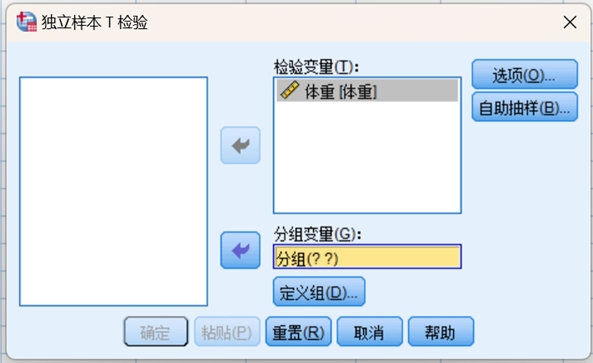 独立样本 T 检验
检验变量(T):
体重 [体重]
选项(O)...
自助抽样(B)...
分组变量(G):
分组(? ?)
定义组(D)...
确定 粘贴(P) 重置(R) 取消 帮助